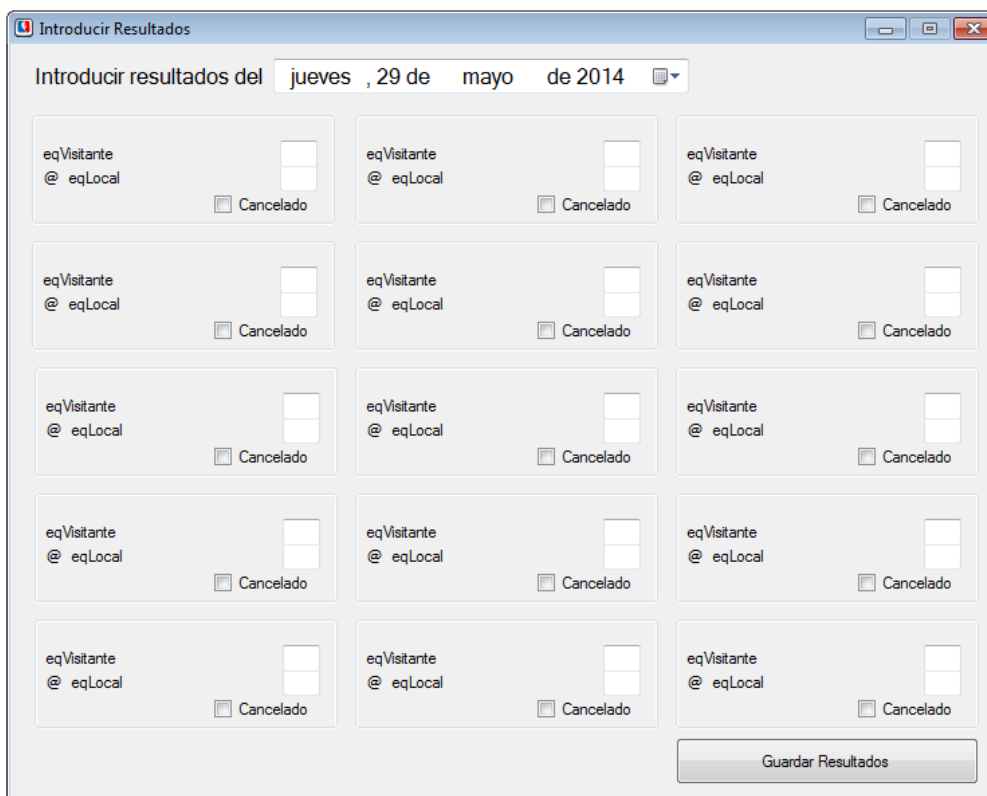 Introducir Resultados
Introducir resultados del jueves , 29 de mayo de 2014
eqVisitante eqVisitante eqVisitante
@ eqLocal @ eqLocal @ eqLocal
Cancelado Cancelado Cancelado
eqVisitante eqVisitante eqVisitante
@ eqLocal @ eqLocal @ eqLocal
Cancelado Cancelado Cancelado
eqVisitante eqVisitante eqVisitante
@ eqLocal @ eqLocal @ eqLocal
Cancelado Cancelado Cancelado
eqVisitante eqVisitante eqVisitante
@ eqLocal @ eqLocal @ eqLocal
Cancelado Cancelado Cancelado
eqVisitante eqVisitante eqVisitante
@ eqLocal @ eqLocal @ eqLocal
Cancelado Cancelado Cancelado
Guardar Resultados